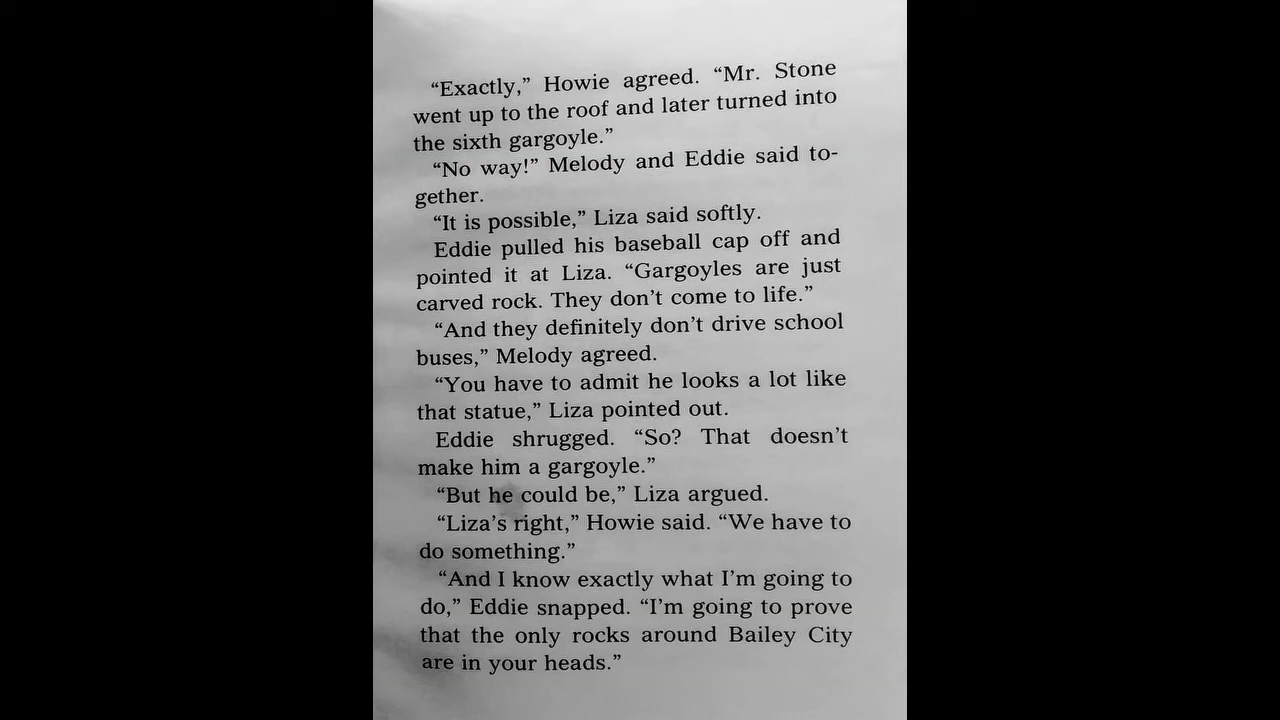 “Exactly,” Howie agreed. “Mr. Stone
went up to the roof and later turned into
the sixth gargoyle.”
“No way!” Melody and Eddie said to-
gether.
“It is possible,” Liza said softly.
Eddie pulled his baseball cap off and
pointed it at Liza. “Gargoyles are just
carved rock. They don’t come to life.”
“And they definitely don’t drive school
buses,” Melody agreed.
“You have to admit he looks a lot like
that statue,” Liza pointed out.
Eddie shrugged. “So? That doesn’t
make him a gargoyle.”
“But he could be,” Liza argued.
“Liza’s right,” Howie said. “We have to
do something.”
“And I know exactly what I’m going to
do,” Eddie snapped. “I’m going to prove
that the only rocks around Bailey City
are in your heads.”